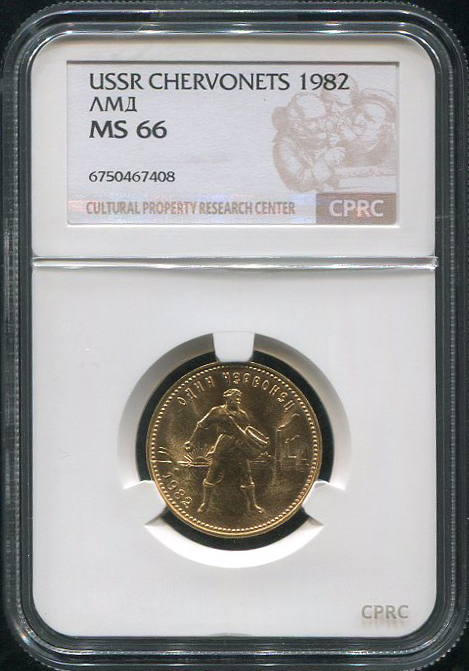 USSR CHERVONETS 1982
ЛМД
MS 66
6750467408
CULTURAL PROPERTY RESEARCH CENTER
CPRC
ОДИН ЧЕРВОНЕЦ
1982
CPRC